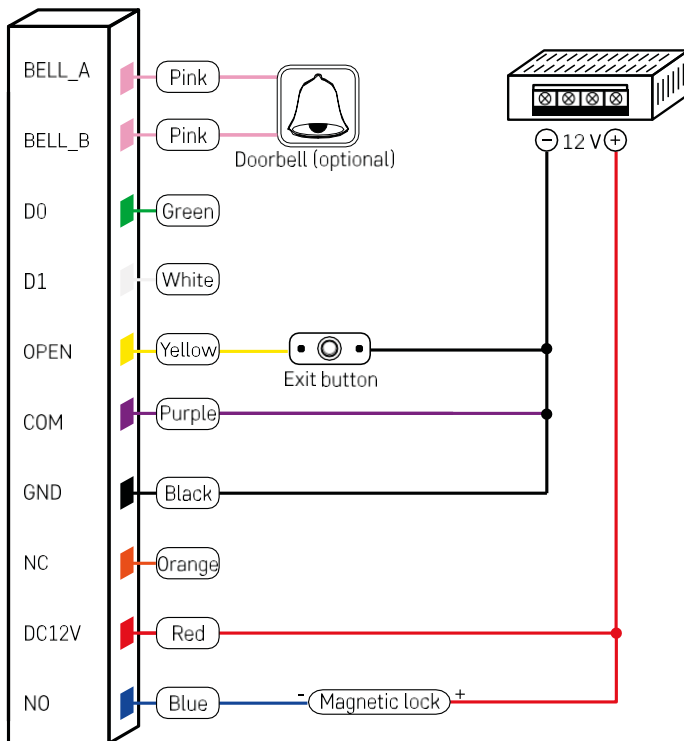 BELL_A Pink
BELL_B Pink
Doorbell (optional)
- 12 V +
D0 Green
D1 White
OPEN Yellow
Exit button
COM Purple
GND Black
NC Orange
DC12V Red
NO Blue - Magnetic lock +